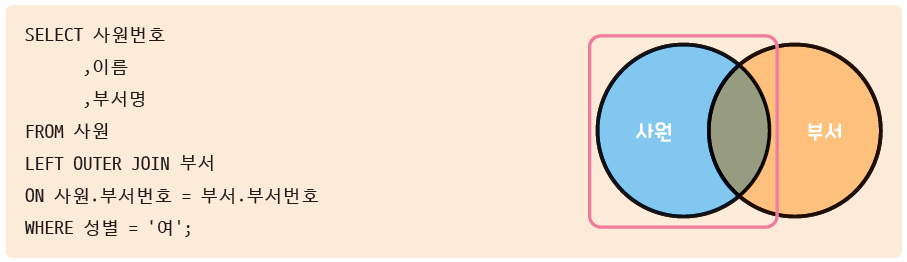 SELECT 사원번호
,이름
,부서명
FROM 사원
LEFT OUTER JOIN 부서
ON 사원.부서번호 = 부서.부서번호
WHERE 성별 = '여';
사원
부서